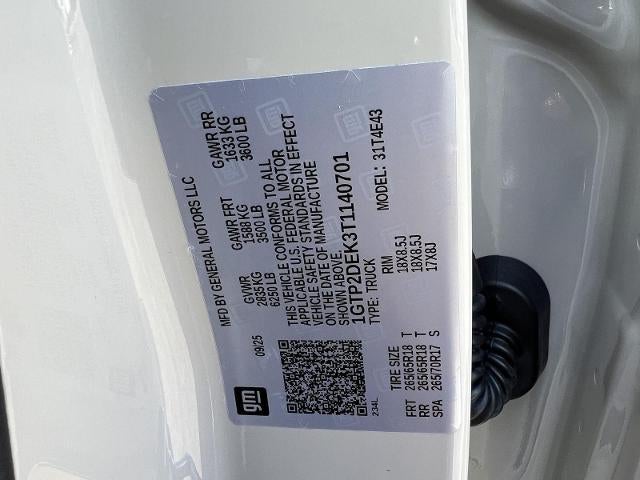 MFD BY GENERAL MOTORS LLC
09/25 GVWR GAWR FRT GAWR RR
2835KG 1588 KG 1633 KG
6250 LB 3500 LB 3600 LB
THIS VEHICLE CONFORMS TO ALL
APPLICABLE U.S. FEDERAL MOTOR
VEHICLE SAFETY STANDARDS IN EFFECT
ON THE DATE OF MANUFACTURE
SHOWN ABOVE.
1GTP2DEK3T1140701
TYPE: TRUCK MODEL: 31T4E43
TIRE SIZE RIM
FRT 265/65R18 T 18X8.5J
RR 265/65R18 T 18X8.5J
SPA 265/70R17 S 17X8J
gm
234L